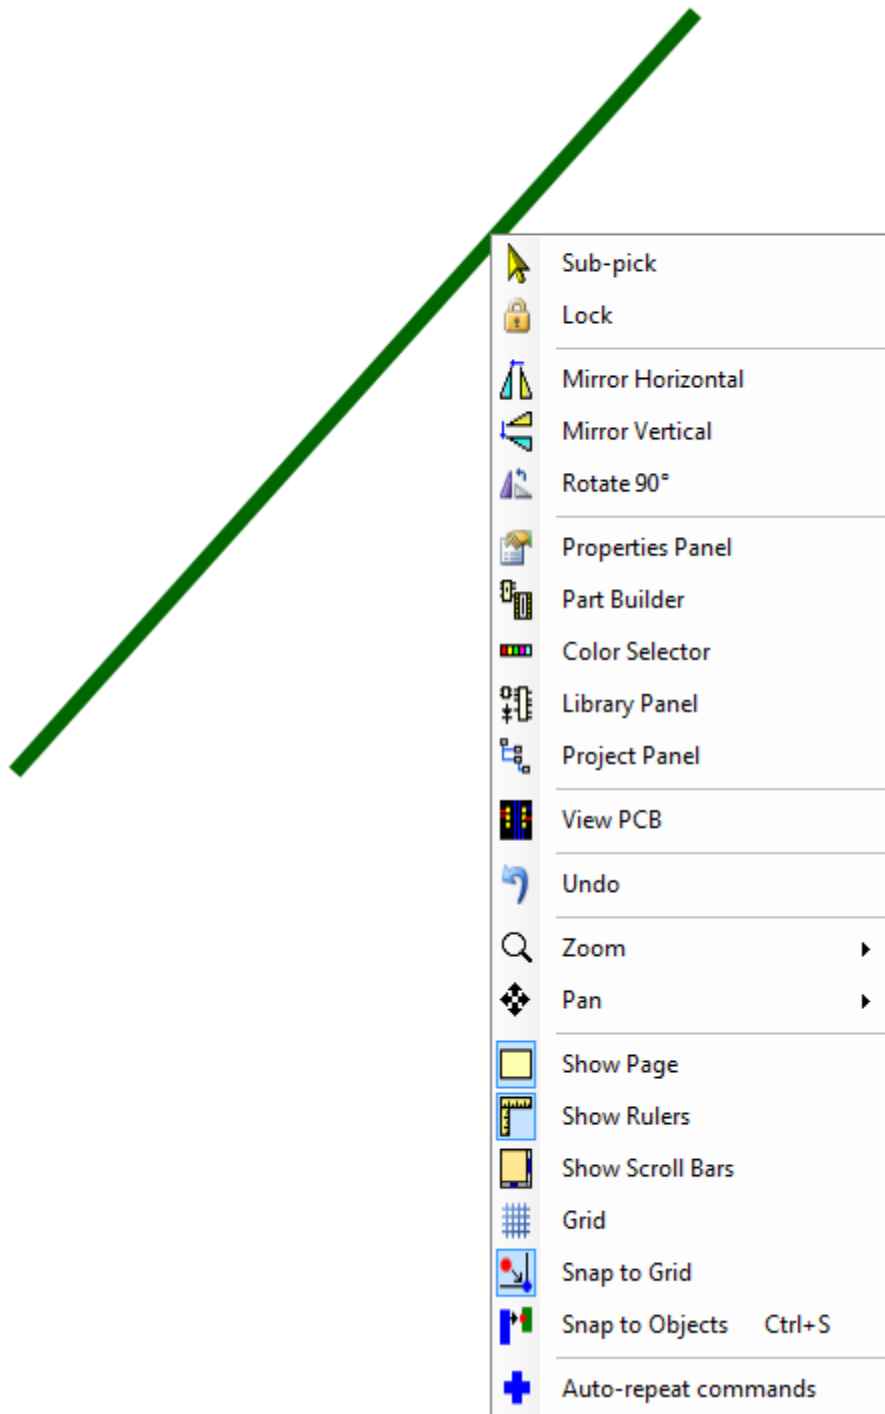 Sub-pick
Lock
Mirror Horizontal
Mirror Vertical
Rotate 90°
Properties Panel
Part Builder
Color Selector
Library Panel
Project Panel
View PCB
Undo
Zoom
Pan
Show Page
Show Rulers
Show Scroll Bars
Grid
Snap to Grid
Snap to Objects Ctrl+S
Auto-repeat commands